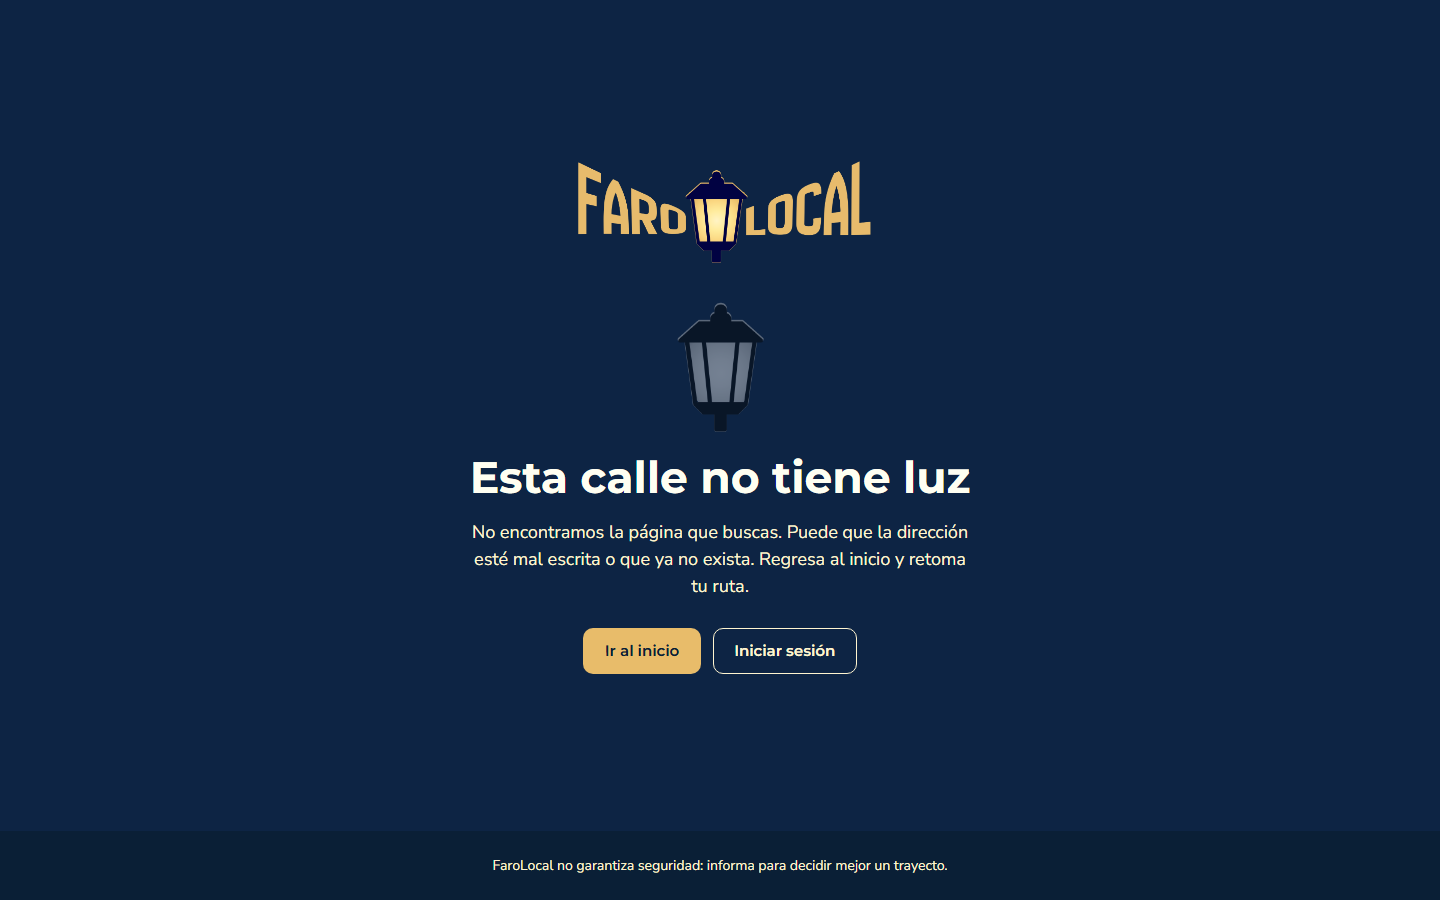 FARO LOCAL
Esta calle no tiene luz
No encontramos la página que buscas. Puede que la dirección
esté mal escrita o que ya no exista. Regresa al inicio y retoma
tu ruta.
Ir al inicio
Iniciar sesión
FaroLocal no garantiza seguridad: informa para decidir mejor un trayecto.